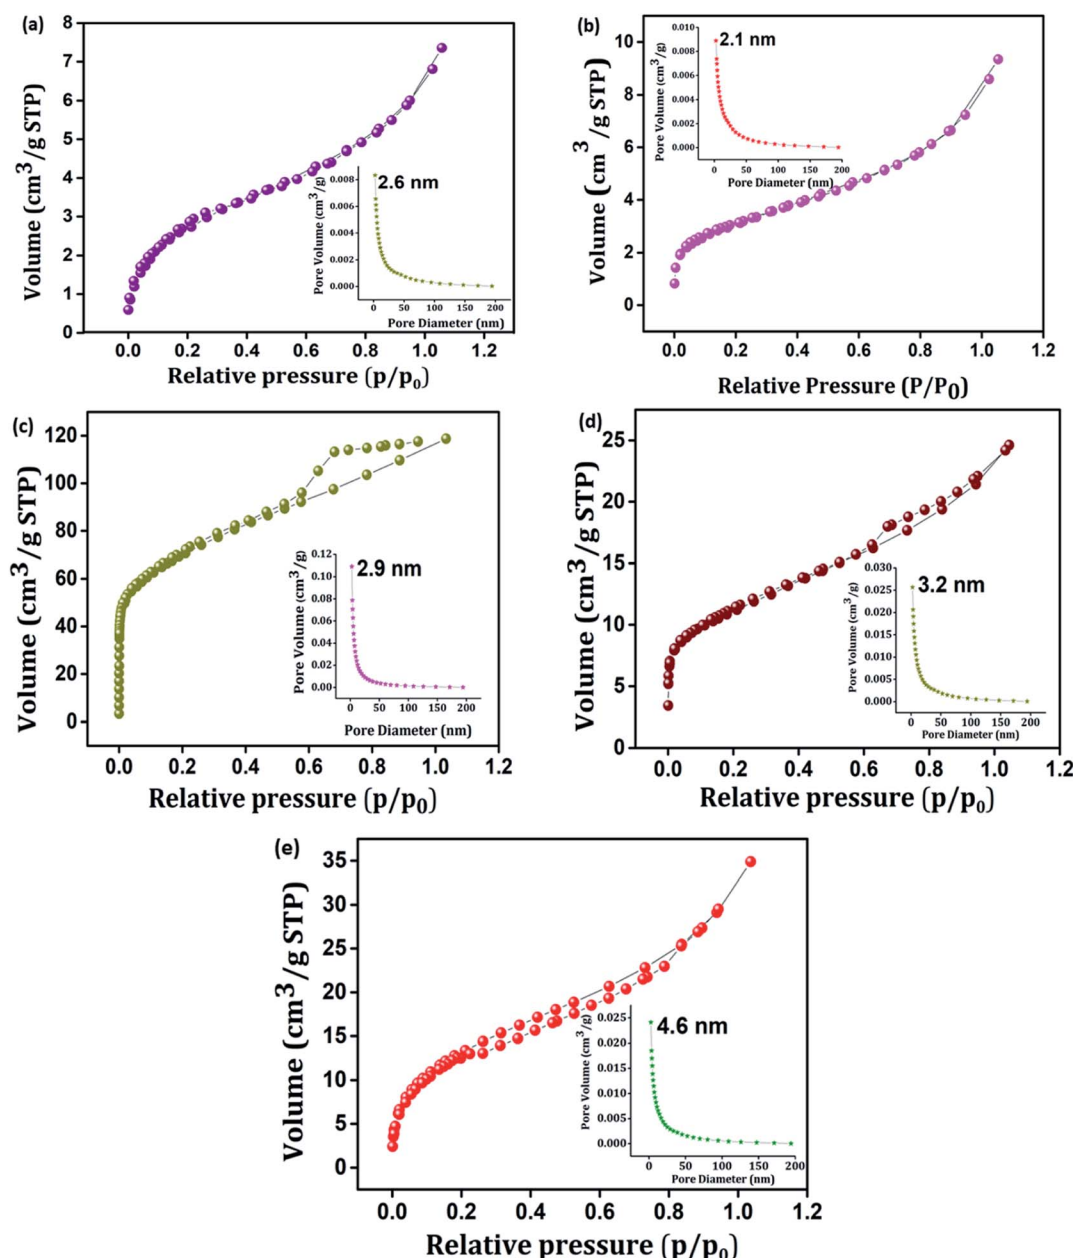 (a)
8
7
6
5
4
3
2
1
0
Volume (cm³/g STP)
0.0 0.2 0.4 0.6 0.8 1.0 1.2
Relative pressure (p/p₀)
2.6 nm
0.008
0.006
0.004
0.002
0.000
Pore Volume (cm³/g)
0 50 100 150 200
Pore Diameter (nm)
(b)
10
8
6
4
2
0
Volume (cm³/g STP)
0.0 0.2 0.4 0.6 0.8 1.0 1.2
Relative Pressure (P/P0)
2.1 nm
0.010
0.008
0.006
0.004
0.002
0.000
Pore Volume (cm³/g)
0 50 100 150 200
Pore Diameter (nm)
(c)
120
100
80
60
40
20
0
Volume (cm³/g STP)
0.0 0.2 0.4 0.6 0.8 1.0 1.2
Relative pressure (p/p₀)
2.9 nm
0.12
0.10
0.08
0.06
0.04
0.02
0.00
Pore Volume (cm³/g)
0 50 100 150 200
Pore Diameter (nm)
(d)
25
20
15
10
5
0
Volume (cm³/g STP)
0.0 0.2 0.4 0.6 0.8 1.0 1.2
Relative pressure (p/p₀)
3.2 nm
0.030
0.025
0.020
0.015
0.010
0.005
0.000
Pore Volume (cm³/g)
0 50 100 150 200
Pore Diameter (nm)
(e)
35
30
25
20
15
10
5
0
Volume (cm³/g STP)
0.0 0.2 0.4 0.6 0.8 1.0 1.2
Relative pressure (p/p₀)
4.6 nm
0.025
0.020
0.015
0.010
0.005
0.000
Pore Volume (cm³/g)
0 50 100 150 200
Pore Diameter (nm)